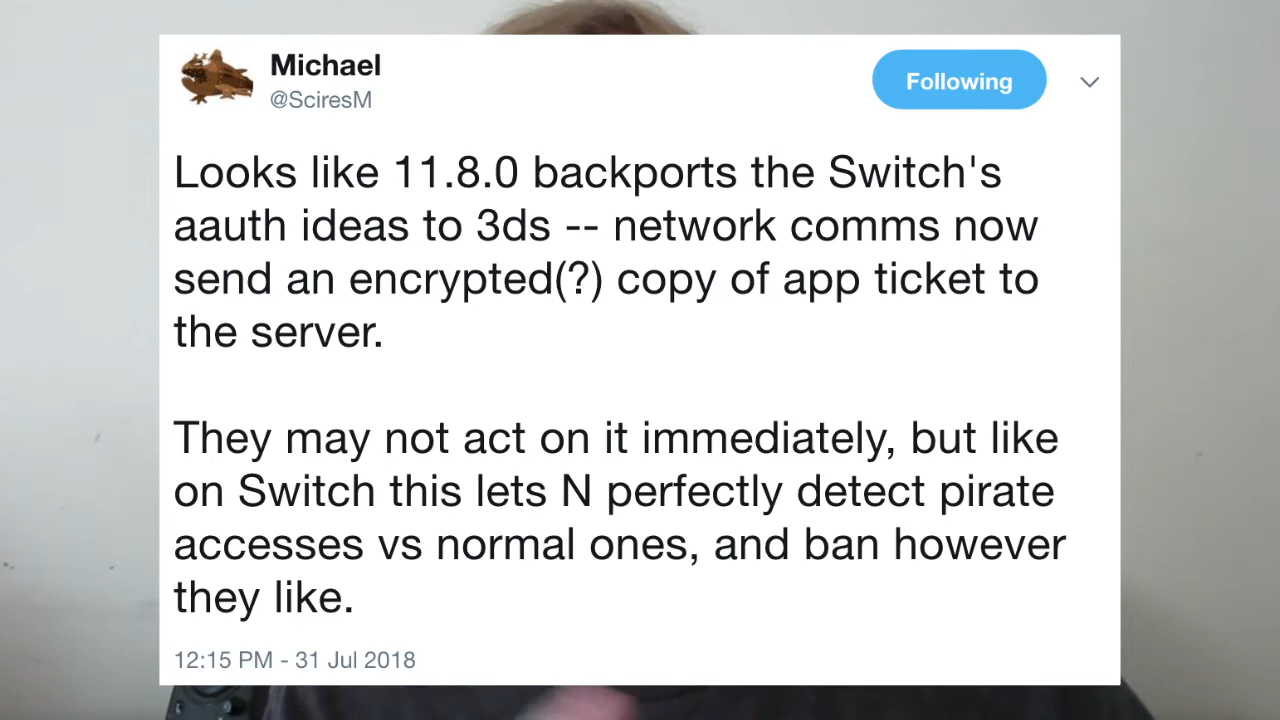 Michael
@SciresM
Following
Looks like 11.8.0 backports the Switch's
aauth ideas to 3ds -- network comms now
send an encrypted(?) copy of app ticket to
the server.
They may not act on it immediately, but like
on Switch this lets N perfectly detect pirate
accesses vs normal ones, and ban however
they like.
12:15 PM - 31 Jul 2018